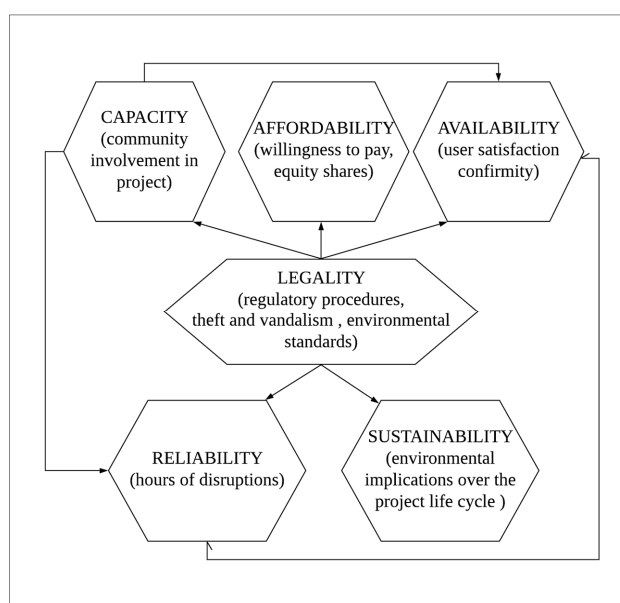 CAPACITY
(community
involvement in
project)
AFFORDABILITY
(willingness to pay,
equity shares)
AVAILABILITY
(user satisfaction
confirmity)
LEGALITY
(regulatory procedures,
theft and vandalism , environmental
standards)
RELIABILITY
(hours of disruptions)
SUSTAINABILITY
(environmental
implications over the
project life cycle )